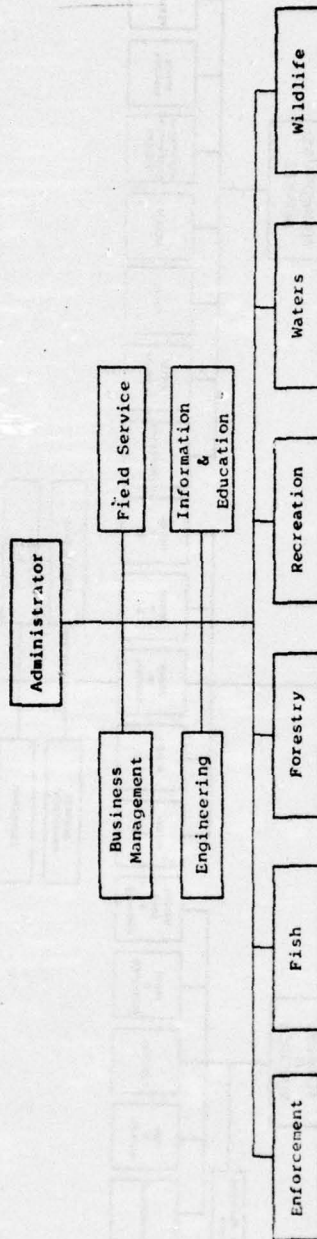 Administrator
Business
Management
Field Service
Engineering
Information
&
Education
Enforcement
Fish
Forestry
Recreation
Waters
Wildlife